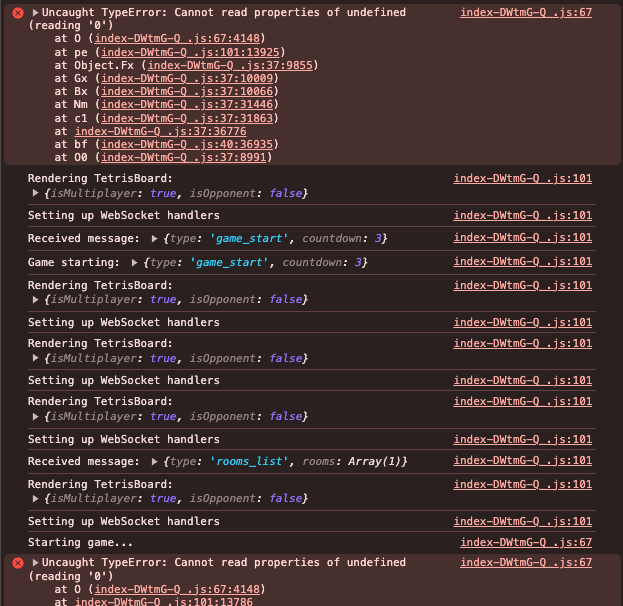 Uncaught TypeError: Cannot read properties of undefined index-DWtmG-Q_.js:67
(reading '0')
at O (index-DWtmG-Q_.js:67:4148)
at pe (index-DWtmG-Q_.js:101:13925)
at Object.Fx (index-DWtmG-Q_.js:37:9855)
at Gx (index-DWtmG-Q_.js:37:10009)
at Bx (index-DWtmG-Q_.js:37:10066)
at Nm (index-DWtmG-Q_.js:37:31446)
at c1 (index-DWtmG-Q_.js:37:31863)
at index-DWtmG-Q_.js:37:36776
at bf (index-DWtmG-Q_.js:40:36935)
at O0 (index-DWtmG-Q_.js:37:8991)
Rendering TetrisBoard: index-DWtmG-Q_.js:101
{isMultiplayer: true, isOpponent: false}
Setting up WebSocket handlers index-DWtmG-Q_.js:101
Received message: {type: 'game_start', countdown: 3} index-DWtmG-Q_.js:101
Game starting: {type: 'game_start', countdown: 3} index-DWtmG-Q_.js:101
Rendering TetrisBoard: index-DWtmG-Q_.js:101
{isMultiplayer: true, isOpponent: false}
Setting up WebSocket handlers index-DWtmG-Q_.js:101
Rendering TetrisBoard: index-DWtmG-Q_.js:101
{isMultiplayer: true, isOpponent: false}
Setting up WebSocket handlers index-DWtmG-Q_.js:101
Rendering TetrisBoard: index-DWtmG-Q_.js:101
{isMultiplayer: true, isOpponent: false}
Setting up WebSocket handlers index-DWtmG-Q_.js:101
Received message: {type: 'rooms_list', rooms: Array(1)} index-DWtmG-Q_.js:101
Rendering TetrisBoard: index-DWtmG-Q_.js:101
{isMultiplayer: true, isOpponent: false}
Setting up WebSocket handlers index-DWtmG-Q_.js:101
Starting game... index-DWtmG-Q_.js:67
Uncaught TypeError: Cannot read properties of undefined index-DWtmG-Q_.js:67
(reading '0')
at O (index-DWtmG-Q_.js:67:4148)
at index-DWtmG-Q_.js:101:13786